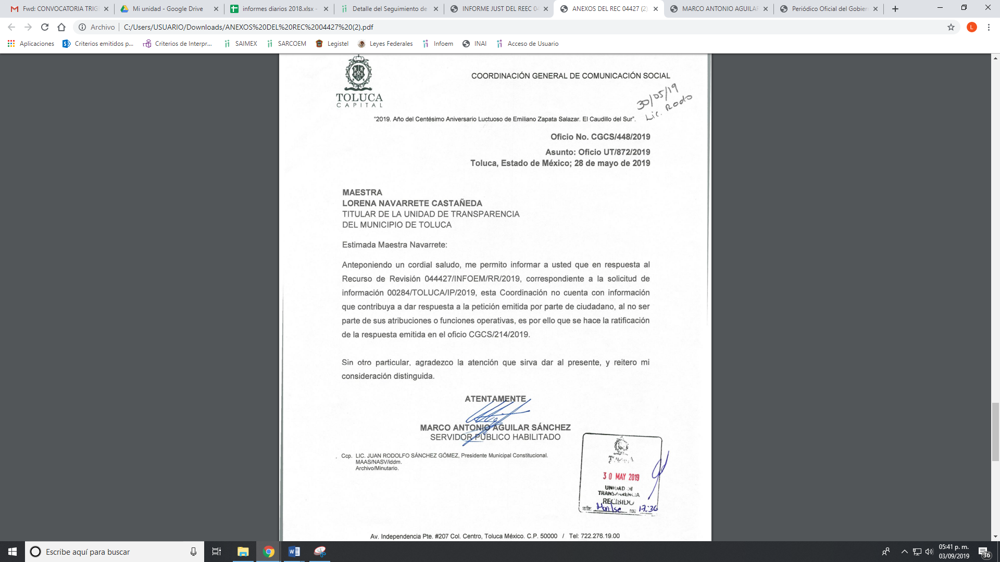 Fwd: CONVOCATORIA TRIG
Mi unidad - Google Drive
informes diarios 2018.xlsx -
Detalle del Seguimiento de
INFORME JUST DEL REEC 0
ANEXOS DEL REC 04427 (2)
MARCO ANTONIO AGUILAR
Periódico Oficial del Gobier
Archivo
C:/Users/USUARIO/Downloads/ANEXOS%20DEL%20REC%2004427%20(2).pdf
L
Aplicaciones
Criterios emitidos p...
Criterios de Interpr...
SAIMEX
SARCOEM
Legistel
Leyes Federales
Infoem
INAI
Acceso de Usuario
TOLUCA
CAPITAL
COORDINACIÓN GENERAL DE COMUNICACIÓN SOCIAL
30/05/19
Lic. Rodo
"2019. Año del Centésimo Aniversario Luctuoso de Emiliano Zapata Salazar. El Caudillo del Sur".
Oficio No. CGCS/448/2019
Asunto: Oficio UT/872/2019
Toluca, Estado de México; 28 de mayo de 2019
MAESTRA
LORENA NAVARRETE CASTAÑEDA
TITULAR DE LA UNIDAD DE TRANSPARENCIA
DEL MUNICIPIO DE TOLUCA
Estimada Maestra Navarrete:
Anteponiendo un cordial saludo, me permito informar a usted que en respuesta al
Recurso de Revisión 044427/INFOEM/RR/2019, correspondiente a la solicitud de
información 00284/TOLUCA/IP/2019, esta Coordinación no cuenta con información
que contribuya a dar respuesta a la petición emitida por parte de ciudadano, al no ser
parte de sus atribuciones o funciones operativas, es por ello que se hace la ratificación
de la respuesta emitida en el oficio CGCS/214/2019.
Sin otro particular, agradezco la atención que sirva dar al presente, y reitero mi
consideración distinguida.
ATENTAMENTE
MARCO ANTONIO AGUILAR SÁNCHEZ
SERVIDOR PÚBLICO HABILITADO
Ccp. LIC. JUAN RODOLFO SÁNCHEZ GÓMEZ, Presidente Municipal Constitucional.
MAAS/NASV/iddm.
Archivo/Minutario.
TOLUCA
30 MAY 2019
UNIDAD DE
TRANSPARENCIA
RECIBIDO
recibe: 17:36
Av. Independencia Pte. #207 Col. Centro, Toluca México. C.P. 50000 / Tel: 722.276.19.00
Escribe aquí para buscar
05:41 p. m.
03/09/2019
36